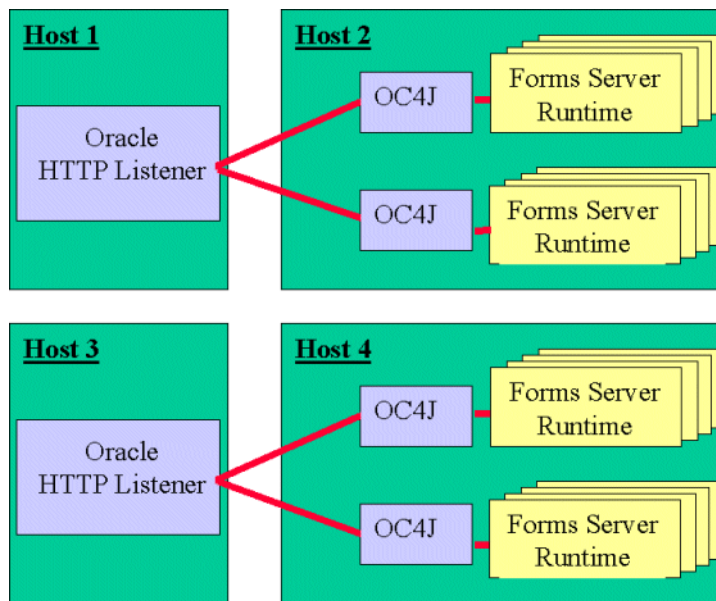 Host 1
Oracle
HTTP Listener
Host 2
OC4J
Forms Server
Runtime
OC4J
Forms Server
Runtime
Host 3
Oracle
HTTP Listener
Host 4
OC4J
Forms Server
Runtime
OC4J
Forms Server
Runtime